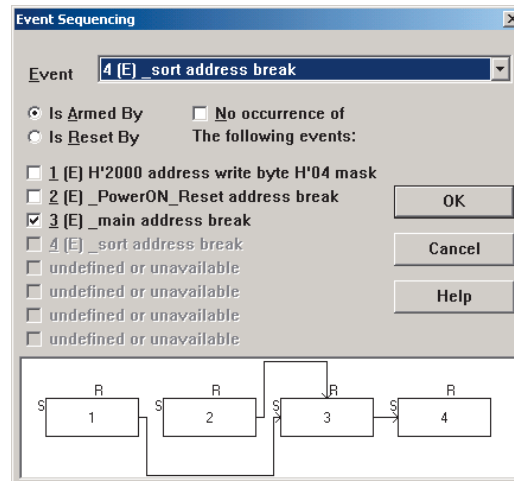 Event Sequencing
Event 4 (E) _sort address break
Is Armed By No occurrence of
Is Reset By The following events:
1 (E) H'2000 address write byte H'04 mask
2 (E) _PowerON_Reset address break
3 (E) _main address break
4 (E) _sort address break
undefined or unavailable
undefined or unavailable
undefined or unavailable
undefined or unavailable
OK
Cancel
Help
R R R R
S S S S
1 2 3 4